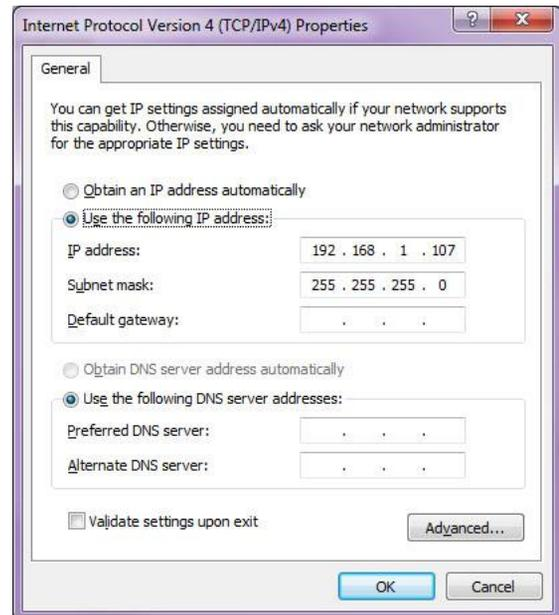 Internet Protocol Version 4 (TCP/IPv4) Properties
?
X
General
You can get IP settings assigned automatically if your network supports
this capability. Otherwise, you need to ask your network administrator
for the appropriate IP settings.
Obtain an IP address automatically
Use the following IP address:
IP address: 192 . 168 . 1 . 107
Subnet mask: 255 . 255 . 255 . 0
Default gateway: . . .
Obtain DNS server address automatically
Use the following DNS server addresses:
Preferred DNS server: . . .
Alternate DNS server: . . .
Validate settings upon exit
Advanced...
OK Cancel